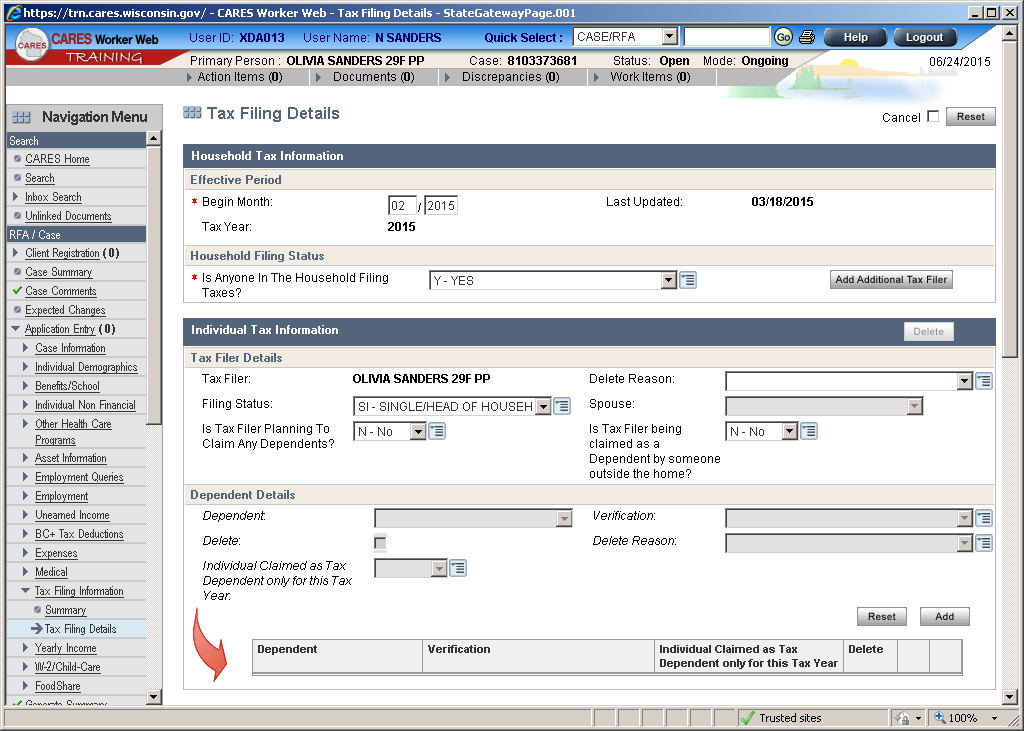 https://trn.cares.wisconsin.gov/ - CARES Worker Web - Tax Filing Details - StateGatewayPage.001
CARES CARES Worker Web User ID: XDA013 User Name: N SANDERS Quick Select : CASE/RFA Go Help Logout
TRAINING Primary Person : OLIVIA SANDERS 29F PP Case: 8103373681 Status: Open Mode: Ongoing 06/24/2015
Action Items (0) Documents (0) Discrepancies (0) Work Items (0)
Navigation Menu
Search
CARES Home
Search
Inbox Search
Unlinked Documents
RFA / Case
Client Registration (0)
Case Summary
Case Comments
Expected Changes
Application Entry (0)
Case Information
Individual Demographics
Benefits/School
Individual Non Financial
Other Health Care
Programs
Asset Information
Employment Queries
Employment
Unearned Income
BC+ Tax Deductions
Expenses
Medical
Tax Filing Information
Summary
Tax Filing Details
Yearly Income
W-2/Child-Care
FoodShare
Generate Summary
Tax Filing Details Cancel Reset
Household Tax Information
Effective Period
* Begin Month: 02 / 2015 Last Updated: 03/18/2015
Tax Year: 2015
Household Filing Status
* Is Anyone In The Household Filing
Taxes? Y - YES Add Additional Tax Filer
Individual Tax Information Delete
Tax Filer Details
Tax Filer: OLIVIA SANDERS 29F PP Delete Reason:
Filing Status: SI - SINGLE/HEAD OF HOUSEH Spouse:
Is Tax Filer Planning To
Claim Any Dependents? N - No
Is Tax Filer being
claimed as a
Dependent by someone
outside the home? N - No
Dependent Details
Dependent: Verification:
Delete: Delete Reason:
Individual Claimed as Tax
Dependent only for this Tax
Year:
Reset Add
Dependent Verification Individual Claimed as Tax
Dependent only for this Tax Year Delete
Trusted sites 100%